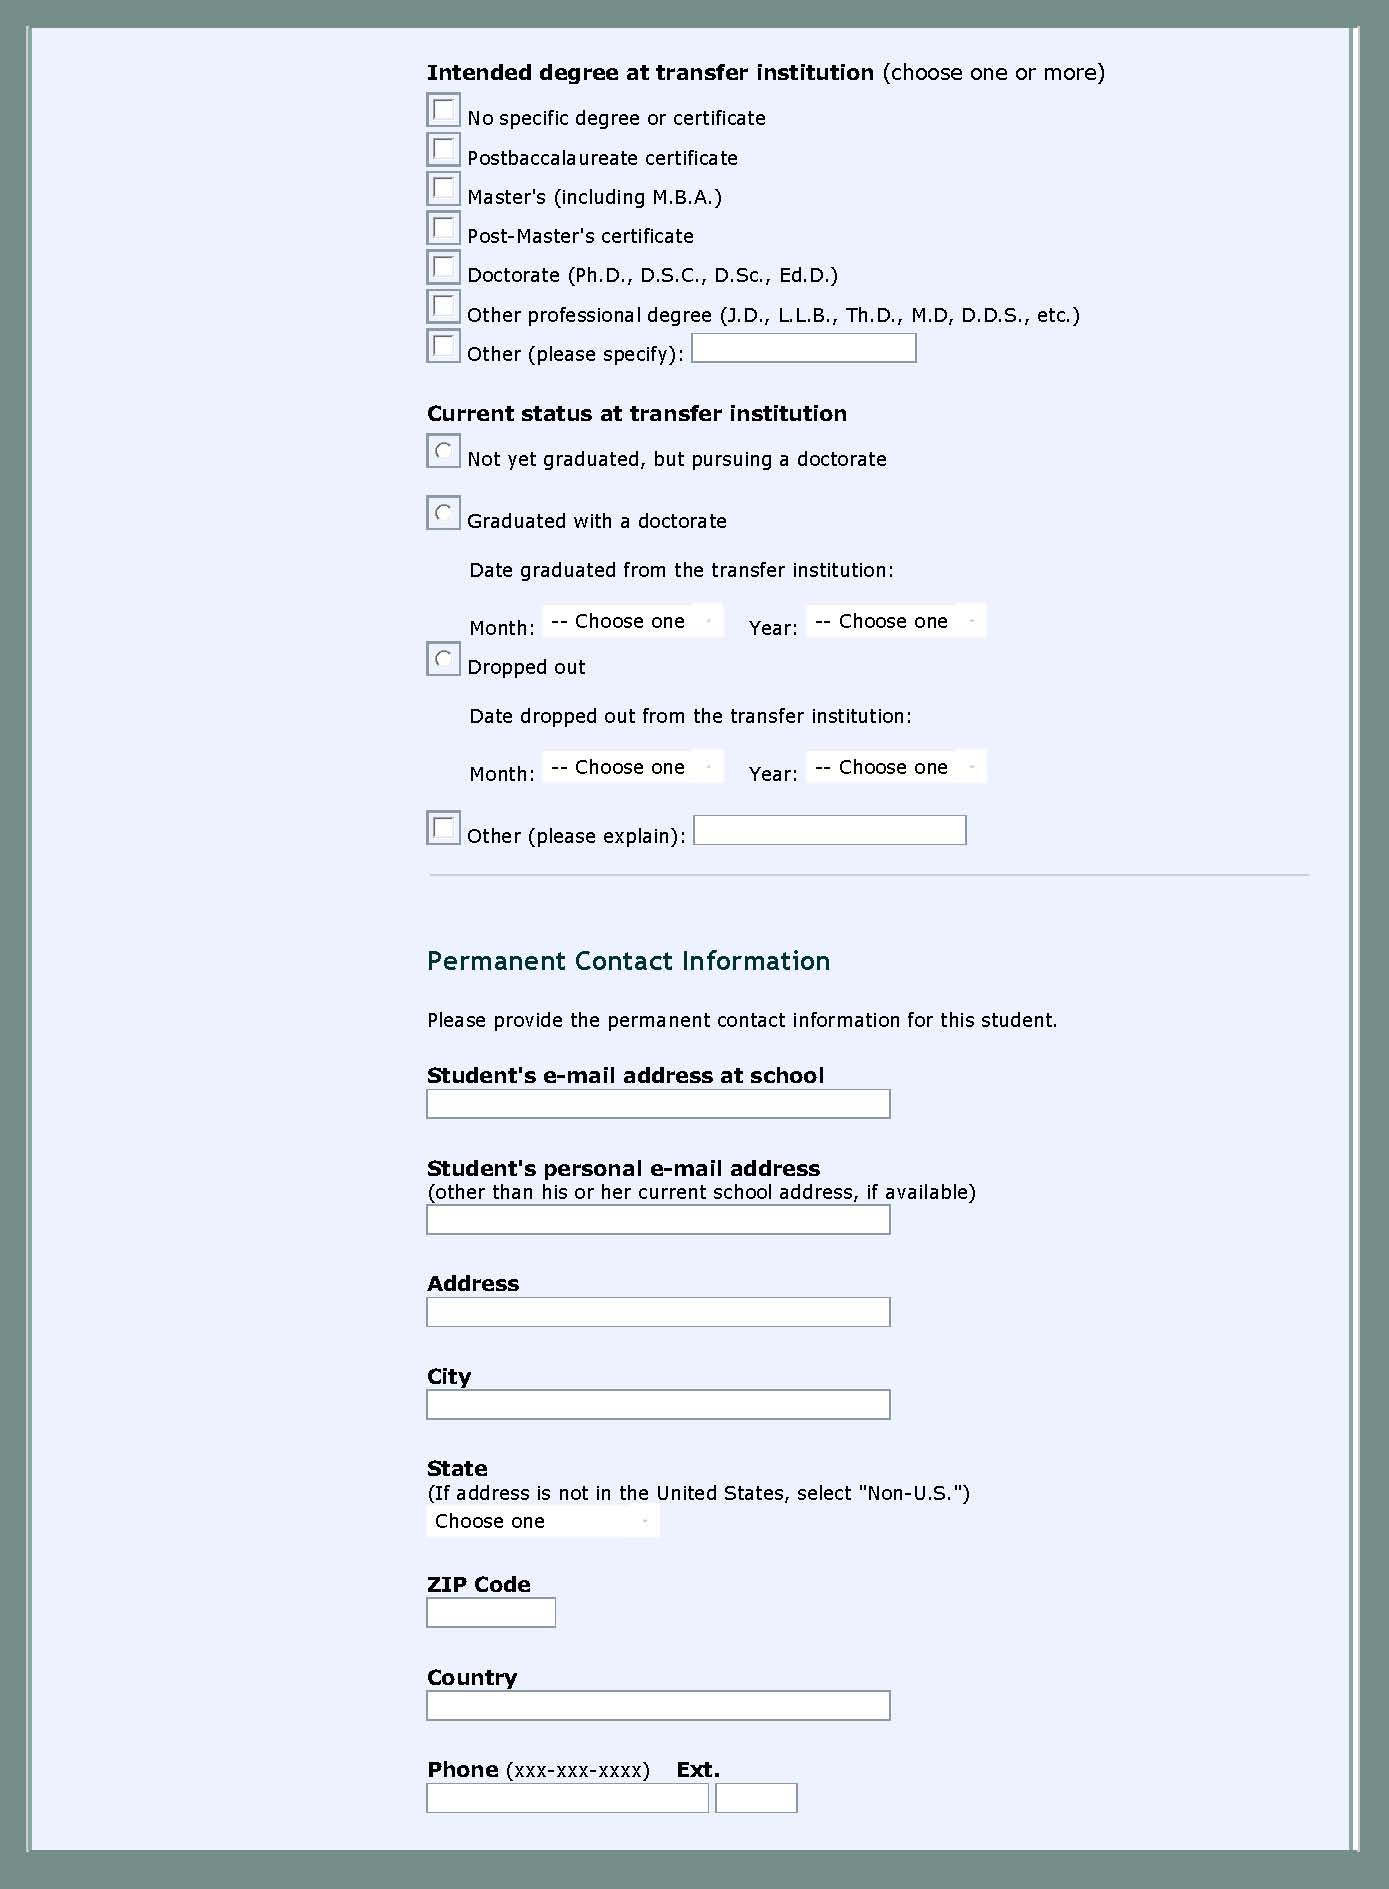 Intended degree at transfer institution (choose one or more)
No specific degree or certificate
Postbaccalaureate certificate
Master's (including M.B.A.)
Post-Master's certificate
Doctorate (Ph.D., D.S.C., D.Sc., Ed.D.)
Other professional degree (J.D., L.L.B., Th.D., M.D, D.D.S., etc.)
Other (please specify):
Current status at transfer institution
Not yet graduated, but pursuing a doctorate
Graduated with a doctorate
Date graduated from the transfer institution:
Month: -- Choose one Year: -- Choose one
Dropped out
Date dropped out from the transfer institution:
Month: -- Choose one Year: -- Choose one
Other (please explain):
Permanent Contact Information
Please provide the permanent contact information for this student.
Student's e-mail address at school
Student's personal e-mail address
(other than his or her current school address, if available)
Address
City
State
(If address is not in the United States, select "Non-U.S.")
Choose one
ZIP Code
Country
Phone (xxx-xxx-xxxx) Ext.